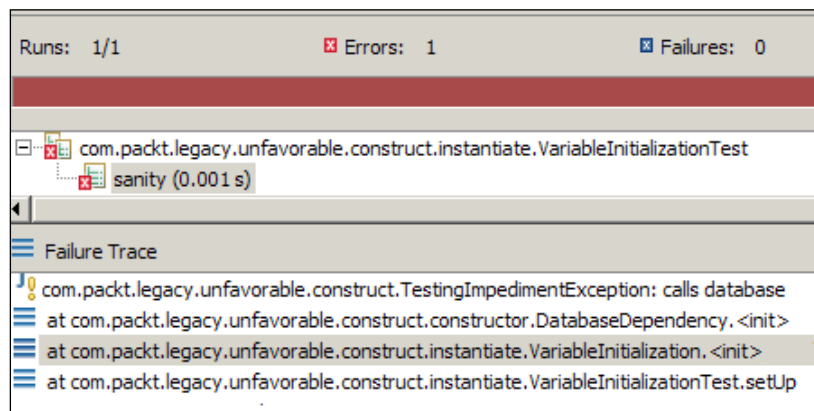 Runs: 1/1 Errors: 1 Failures: 0
com.packt.legacy.unfavorable.construct.instantiate.VariableInitializationTest
sanity (0.001 s)
Failure Trace
com.packt.legacy.unfavorable.construct.TestingImpedimentException: calls database
at com.packt.legacy.unfavorable.construct.constructor.DatabaseDependency.<init>
at com.packt.legacy.unfavorable.construct.instantiate.VariableInitialization.<init>
at com.packt.legacy.unfavorable.construct.instantiate.VariableInitializationTest.setUp